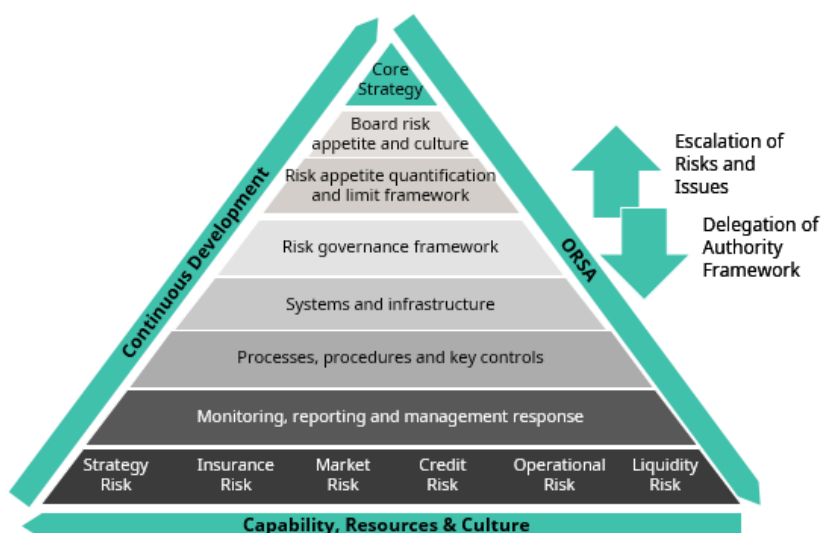 Core
Strategy
Board risk
appetite and culture
Risk appetite quantification
and limit framework
Risk governance framework
Systems and infrastructure
Processes, procedures and key controls
Monitoring, reporting and management response
Strategy
Risk
Insurance
Risk
Market
Risk
Credit
Risk
Operational
Risk
Liquidity
Risk
Continuous Development
ORSA
Capability, Resources & Culture
Escalation of
Risks and
Issues
Delegation of
Authority
Framework